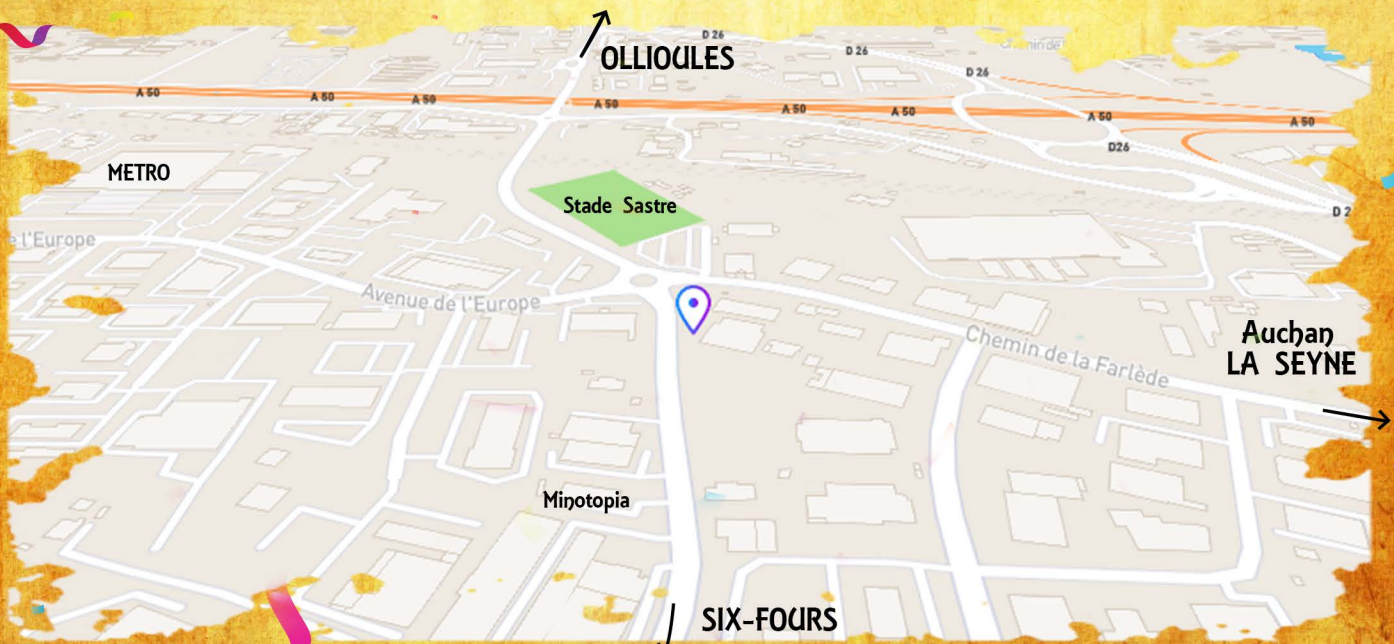 D 26
OLLIOULES
D 26
D 26
A 50
A 50
A 50
A 50
A 50
A 50
A 50
A 50
D26
METRO
Stade Sastre
D 2
e l'Europe
Avenue de l'Europe
Chemin de la Farlède
Auchan
LA SEYNE
Minotopia
SIX-FOURS